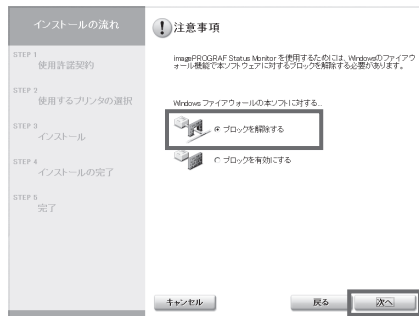 インストールの流れ
STEP 1
使用許諾契約
STEP 2
使用するプリンタの選択
STEP 3
インストール
STEP 4
インストールの完了
STEP 5
完了
注意事項
imagePROGRAF Status Monitor を使用するためには、Windowsのファイアウ
ォール機能で本ソフトウェアに対するブロックを解除する必要があります。
Windows ファイアウォールの本ソフトに対する...
ブロックを解除する
ブロックを有効にする
キャンセル
戻る
次へ